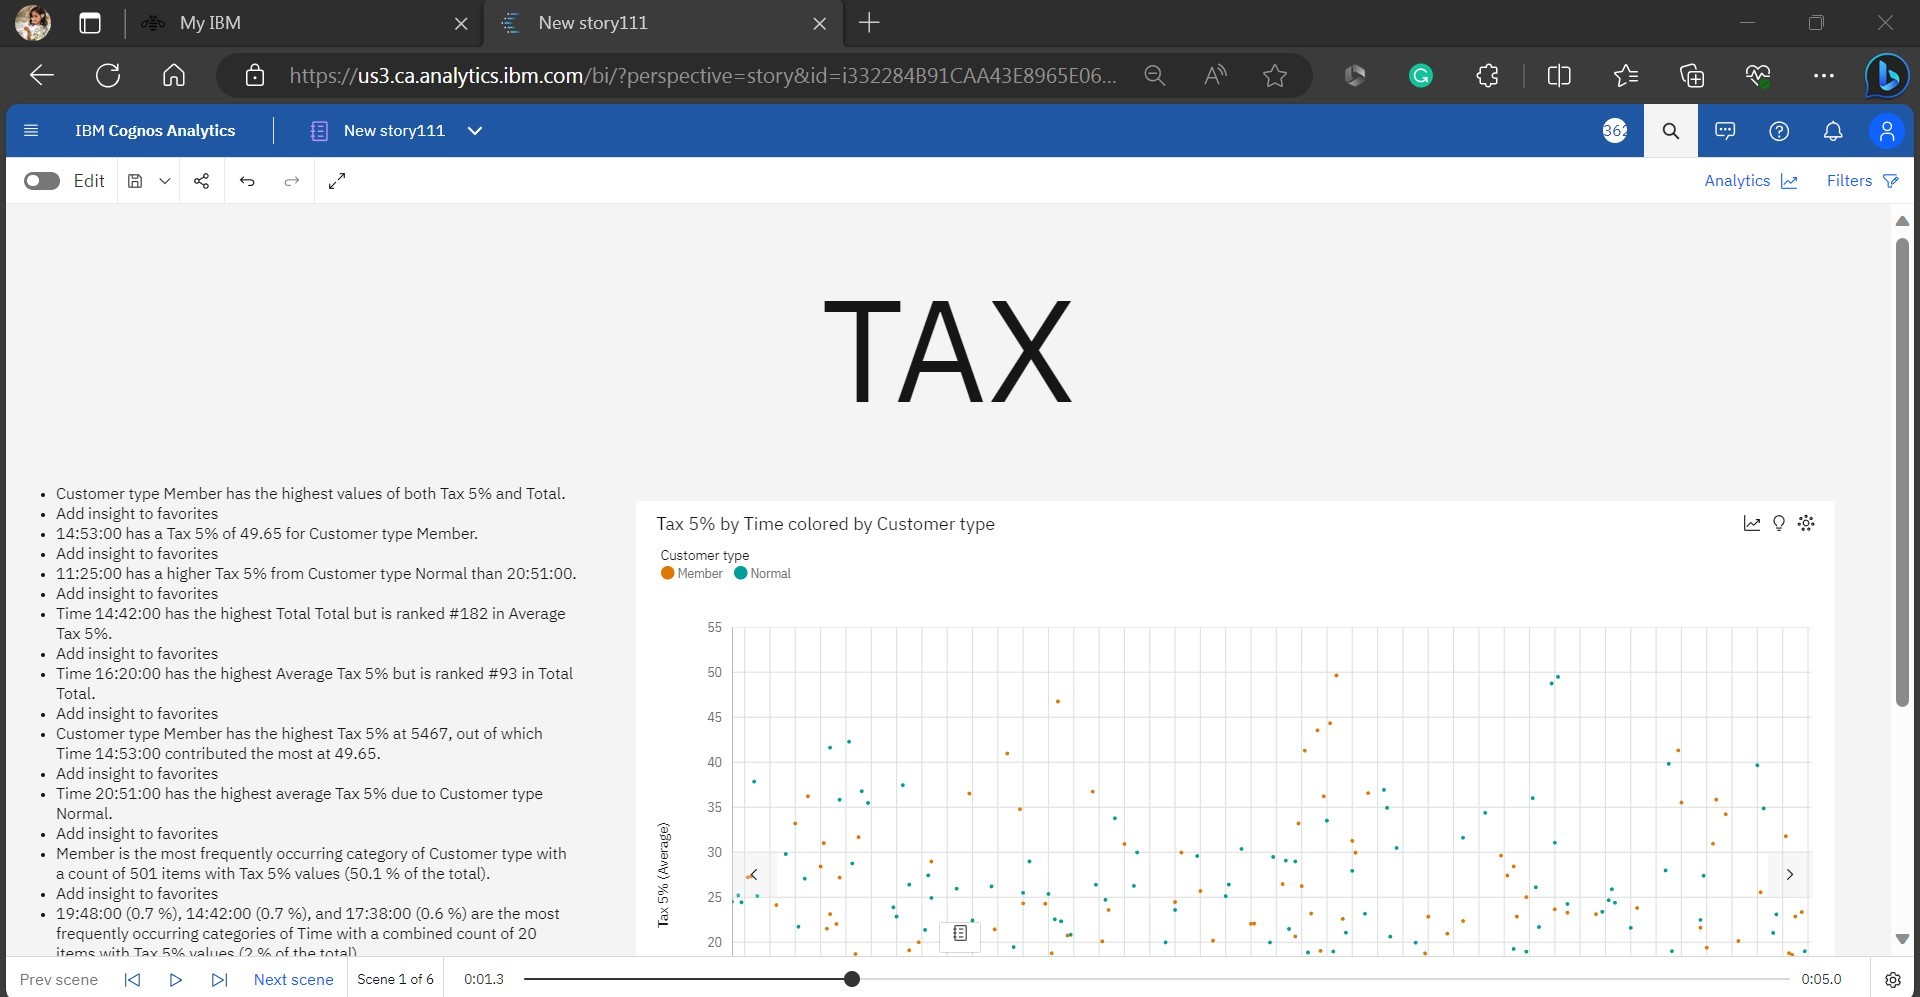 My IBM
New story111
https://us3.ca.analytics.ibm.com/bi/?perspective=story&id=i332284B91CAA43E8965E06...
IBM Cognos Analytics
New story111
362
Edit
Analytics
Filters
TAX
• Customer type Member has the highest values of both Tax 5% and Total.
• Add insight to favorites
• 14:53:00 has a Tax 5% of 49.65 for Customer type Member.
• Add insight to favorites
• 11:25:00 has a higher Tax 5% from Customer type Normal than 20:51:00.
• Add insight to favorites
• Time 14:42:00 has the highest Total Total but is ranked #182 in Average
Tax 5%.
• Add insight to favorites
• Time 16:20:00 has the highest Average Tax 5% but is ranked #93 in Total
Total.
• Add insight to favorites
• Customer type Member has the highest Tax 5% at 5467, out of which
Time 14:53:00 contributed the most at 49.65.
• Add insight to favorites
• Time 20:51:00 has the highest average Tax 5% due to Customer type
Normal.
• Add insight to favorites
• Member is the most frequently occurring category of Customer type with
a count of 501 items with Tax 5% values (50.1 % of the total).
• Add insight to favorites
• 19:48:00 (0.7 %), 14:42:00 (0.7 %), and 17:38:00 (0.6 %) are the most
frequently occurring categories of Time with a combined count of 20
items with Tax 5% values (2 % of the total)
Tax 5% by Time colored by Customer type
Customer type
Member
Normal
55
50
45
40
35
30
25
20
Tax 5% (Average)
Prev scene
Next scene
Scene 1 of 6
0:01.3
0:05.0